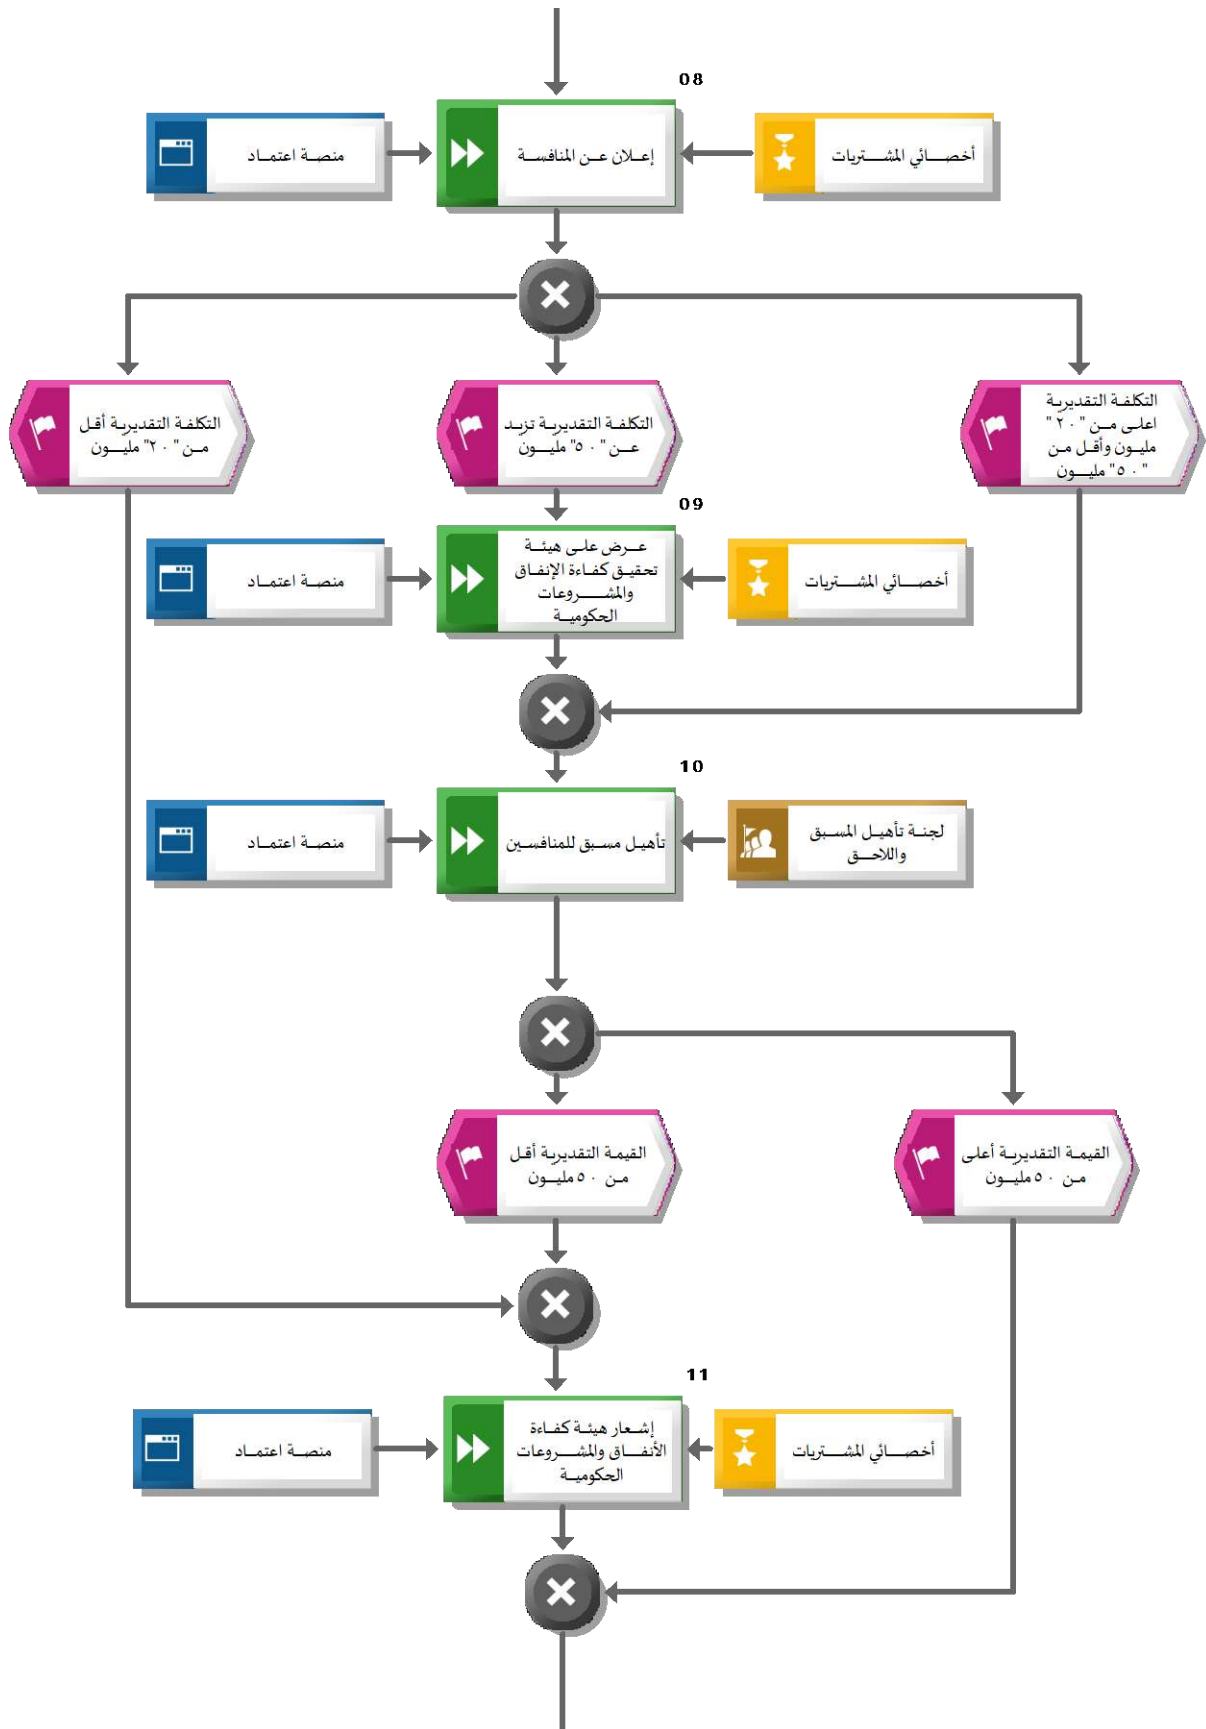 08
أخصائي المشتريات
إعلان عن المنافسة
منصة اعتماد
التكلفة التقديرية
اعلى من "٢٠"
مليون وأقل من
"٥٠" مليون
التكلفة التقديرية تزيد
عن "٥٠" مليون
التكلفة التقديرية أقل
من "٢٠" مليون
09
أخصائي المشتريات
عرض على هيئة
تحقيق كفاءة الإنفاق
والمشروعات
الحكومية
منصة اعتماد
10
لجنة تأهيل المسبق
واللاحق
تأهيل مسبق للمنافسين
منصة اعتماد
القيمة التقديرية أعلى
من ٥٠ مليون
القيمة التقديرية أقل
من ٥٠ مليون
11
أخصائي المشتريات
إشعار هيئة كفاءة
الأنفاق والمشروعات
الحكومية
منصة اعتماد